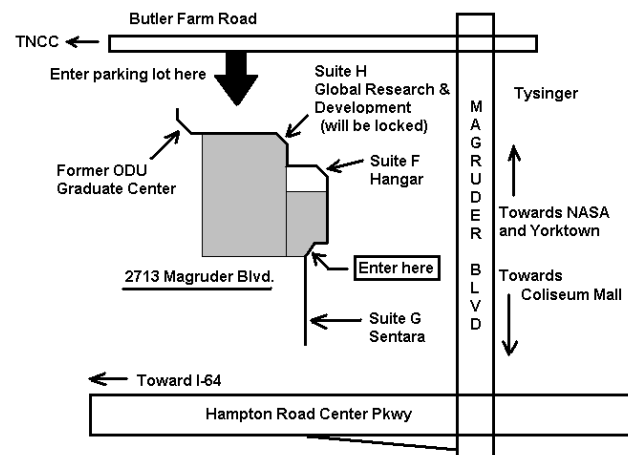 Butler Farm Road
TNCC
Enter parking lot here
Suite H
Global Research &
Development
(will be locked)
Tysinger
MAGRUDER BLVD
Former ODU
Graduate Center
Suite F
Hangar
Towards NASA
and Yorktown
Enter here
2713 Magruder Blvd.
Towards
Coliseum Mall
Suite G
Sentara
Toward I-64
Hampton Road Center Pkwy